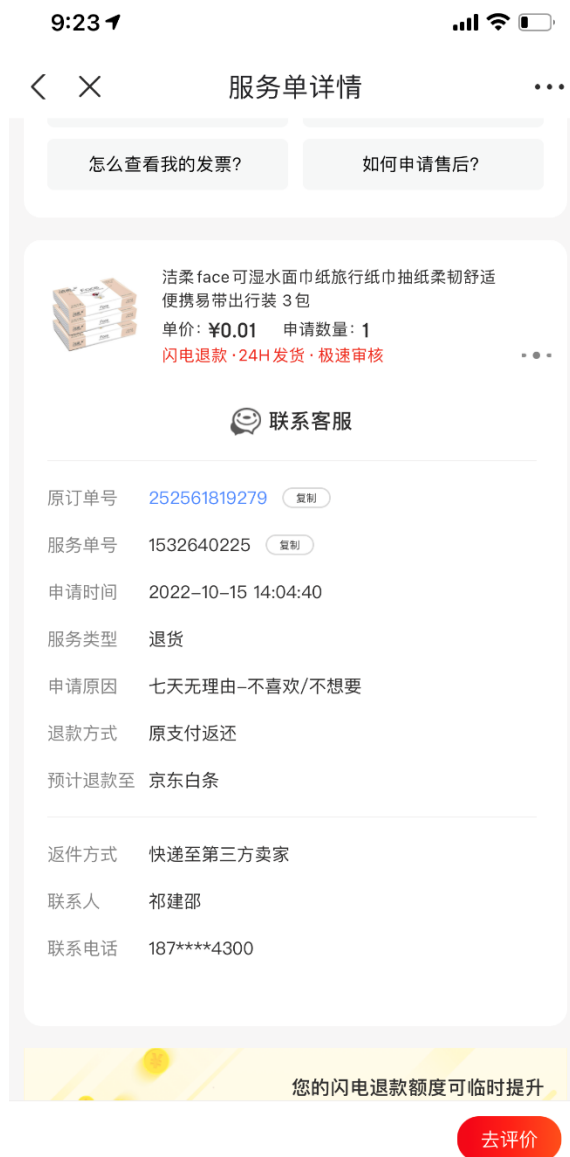 9:23
服务单详情
怎么查看我的发票?
如何申请售后?
洁柔face可湿水面巾纸旅行纸巾抽纸柔韧舒适
便携易带出行装 3包
单价: ¥0.01 申请数量: 1
闪电退款·24H发货·极速审核
联系客服
原订单号 252561819279 复制
服务单号 1532640225 复制
申请时间 2022-10-15 14:04:40
服务类型 退货
申请原因 七天无理由-不喜欢/不想要
退款方式 原支付返还
预计退款至 京东白条
返件方式 快递至第三方卖家
联系人 祁建邵
联系电话 187****4300
您的闪电退款额度可临时提升
去评价